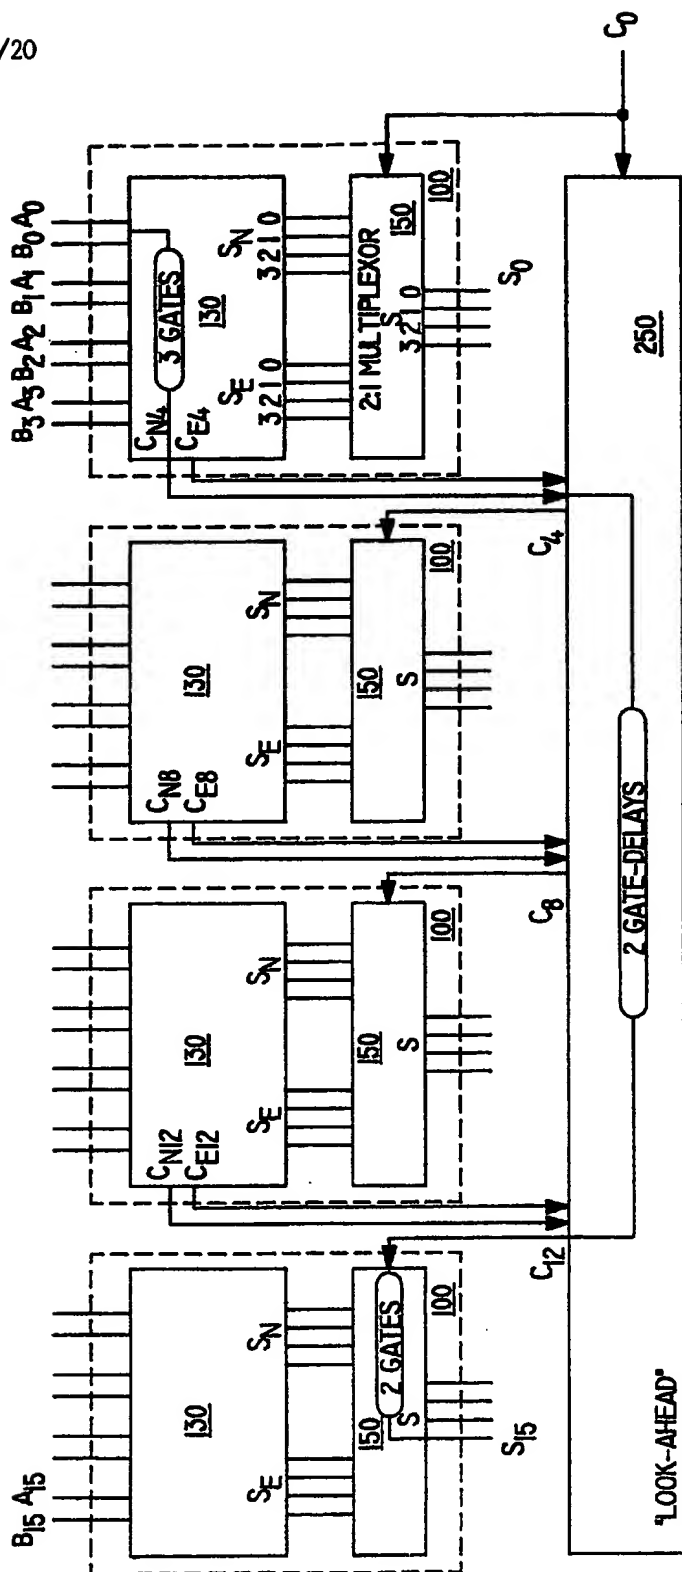 /20
B15 A15
B3 A3 B2 A2 B1 A1 B0 A0
130
SE
SN
150
S
2 GATES
100
S15
CN12
CE12
130
SE
SN
150
S
100
CN8
CE8
130
SE
SN
150
S
100
CN4
CE4
3 GATES
130
SE
3 2 1 0
SN
3 2 1 0
2:1 MULTIPLEXOR
150
S
3 2 1 0
100
S0
C0
C12
C8
C4
2 GATE-DELAYS
"LOOK-AHEAD"
250